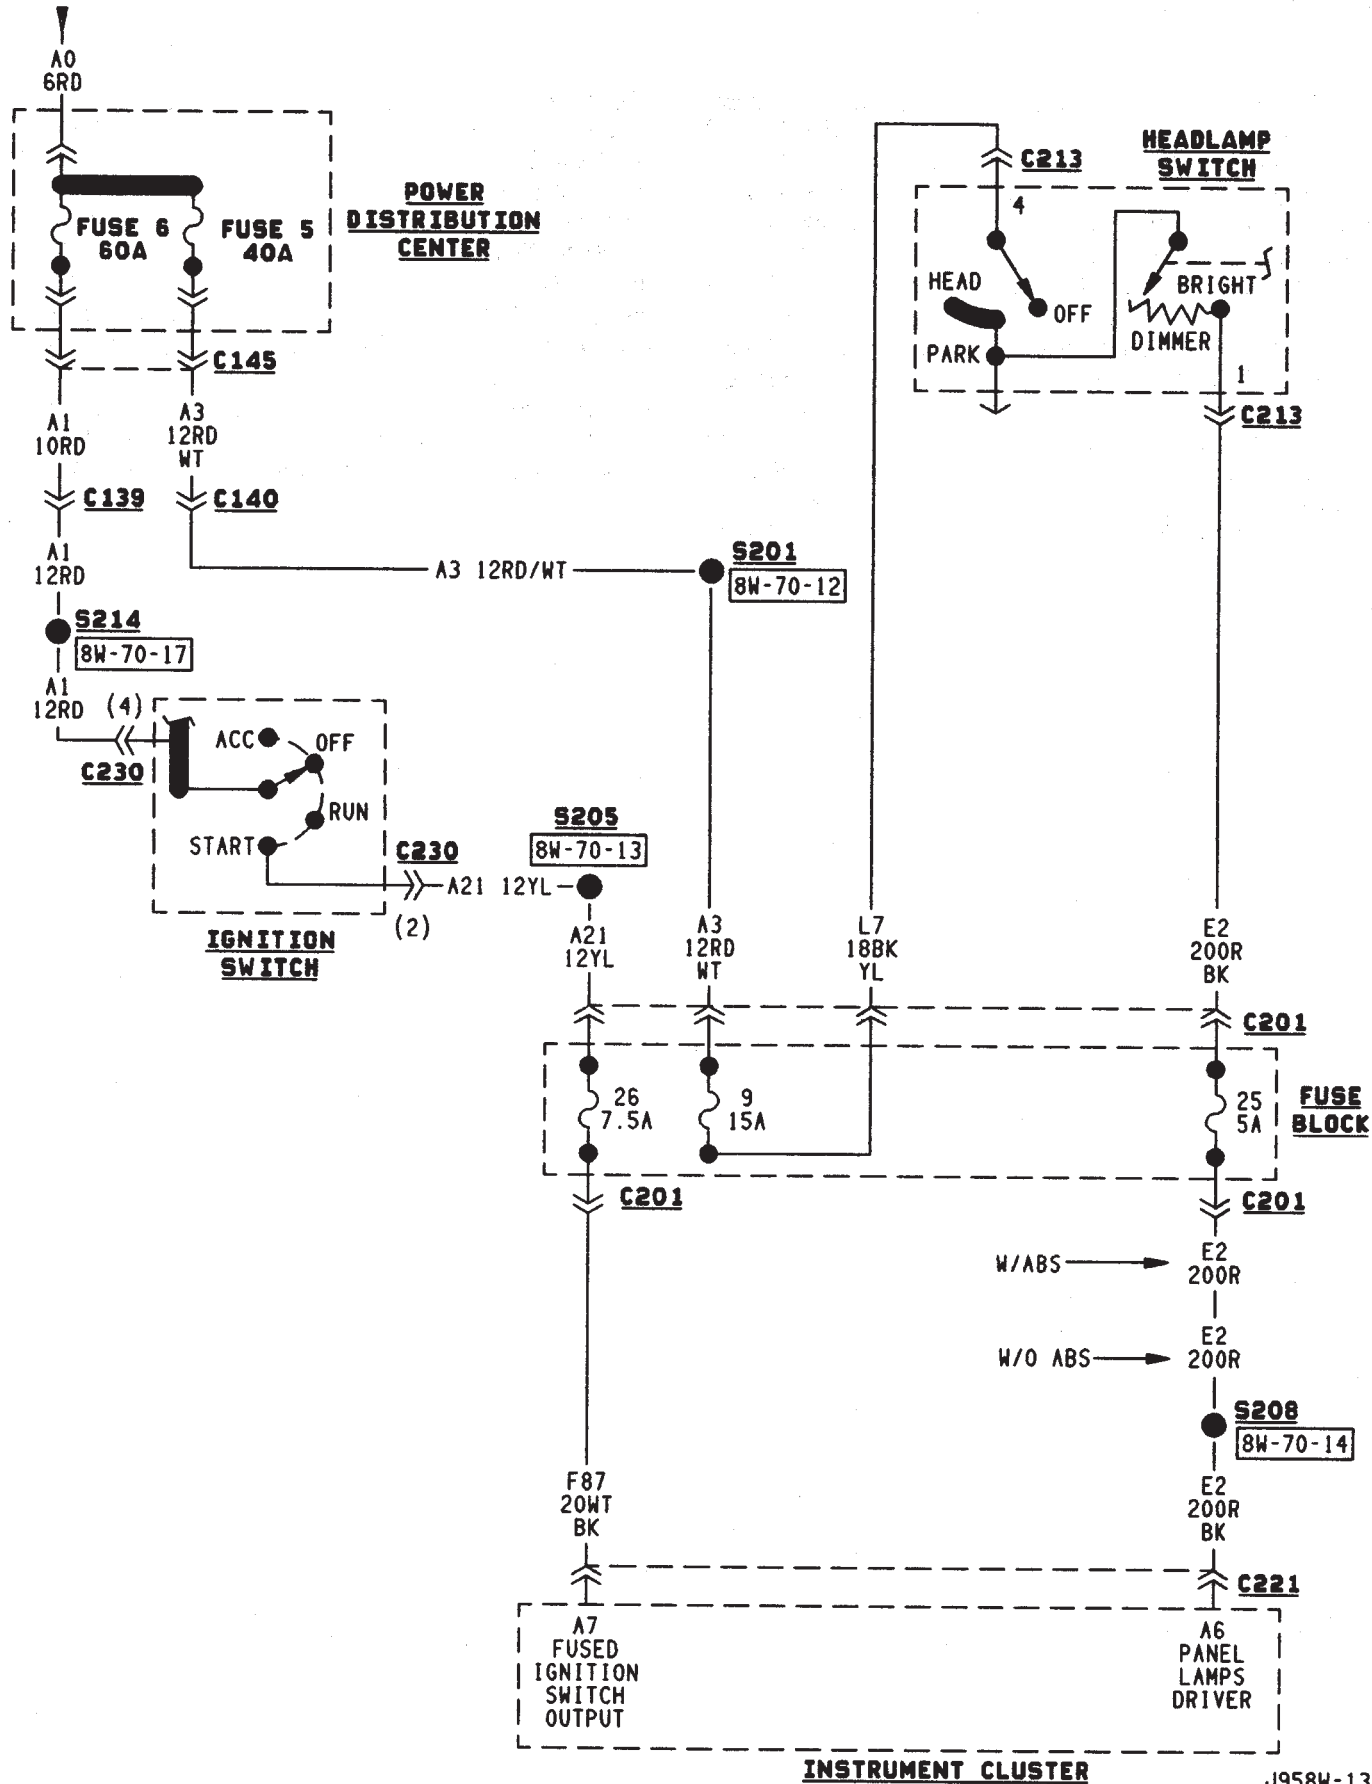 A0
6RD
HEADLAMP
SWITCH
C213
4
POWER
DISTRIBUTION
CENTER
FUSE 6
60A
FUSE 5
40A
HEAD
OFF
BRIGHT
PARK
DIMMER
1
C145
C213
A1
10RD
A3
12RD
WT
C139
C140
A1
12RD
A3 12RD/WT
S201
8W-70-12
S214
8W-70-17
A1
12RD
(4)
C230
ACC
OFF
RUN
START
C230
(2)
IGNITION
SWITCH
A21 12YL
S205
8W-70-13
A21
12YL
A3
12RD
WT
L7
18BK
YL
E2
20OR
BK
C201
26
7.5A
9
15A
25
5A
FUSE
BLOCK
C201
C201
W/ABS
E2
20OR
W/O ABS
E2
20OR
S208
8W-70-14
F87
20WT
BK
E2
20OR
BK
C221
A7
FUSED
IGNITION
SWITCH
OUTPUT
A6
PANEL
LAMPS
DRIVER
INSTRUMENT CLUSTER
J958W-13